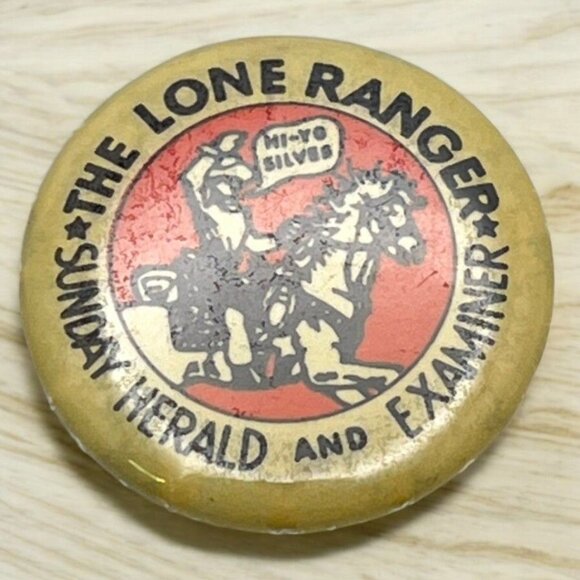 ★ THE LONE RANGER ★
HI-YO
SILVER
SUNDAY HERALD AND EXAMINER